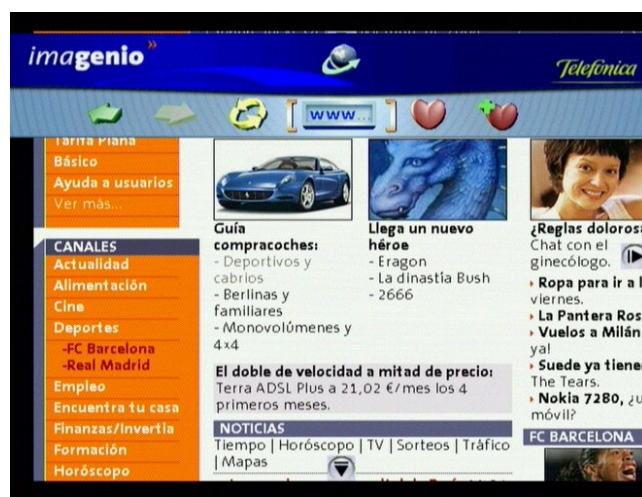 imagenio
Telefónica
www...
Tarifa Plana
Básico
Ayuda a usuarios
Ver más...
CANALES
Actualidad
Alimentación
Cine
Deportes
-FC Barcelona
-Real Madrid
Empleo
Encuentra tu casa
Finanzas/Invertia
Formación
Horóscopo
Guía
compracoches:
- Deportivos y
cabrios
- Berlinas y
familiares
- Monovolúmenes y
4x4
Llega un nuevo
héroe
- Eragon
- La dinastía Bush
- 2666
El doble de velocidad a mitad de precio:
Terra ADSL Plus a 21,02 €/mes los 4
primeros meses.
NOTICIAS
Tiempo | Horóscopo | TV | Sorteos | Tráfico
| Mapas
¿Reglas doloros
Chat con el
ginecólogo.
Ropa para ir a
viernes.
La Pantera Ros
Vuelos a Milán
ya!
Suede ya tiene
The Tears.
Nokia 7280,
móvil?
FC BARCELONA